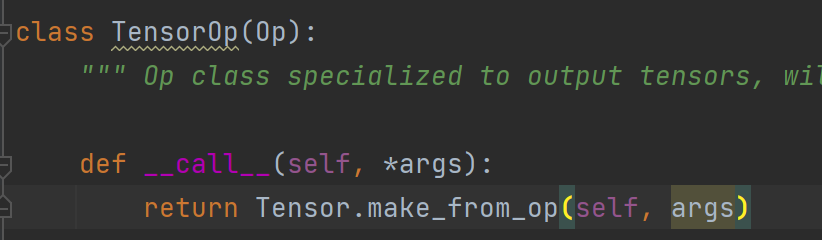 class TensorOp(Op):
""" Op class specialized to output tensors, wil
def __call__(self, *args):
return Tensor.make_from_op(self, args)